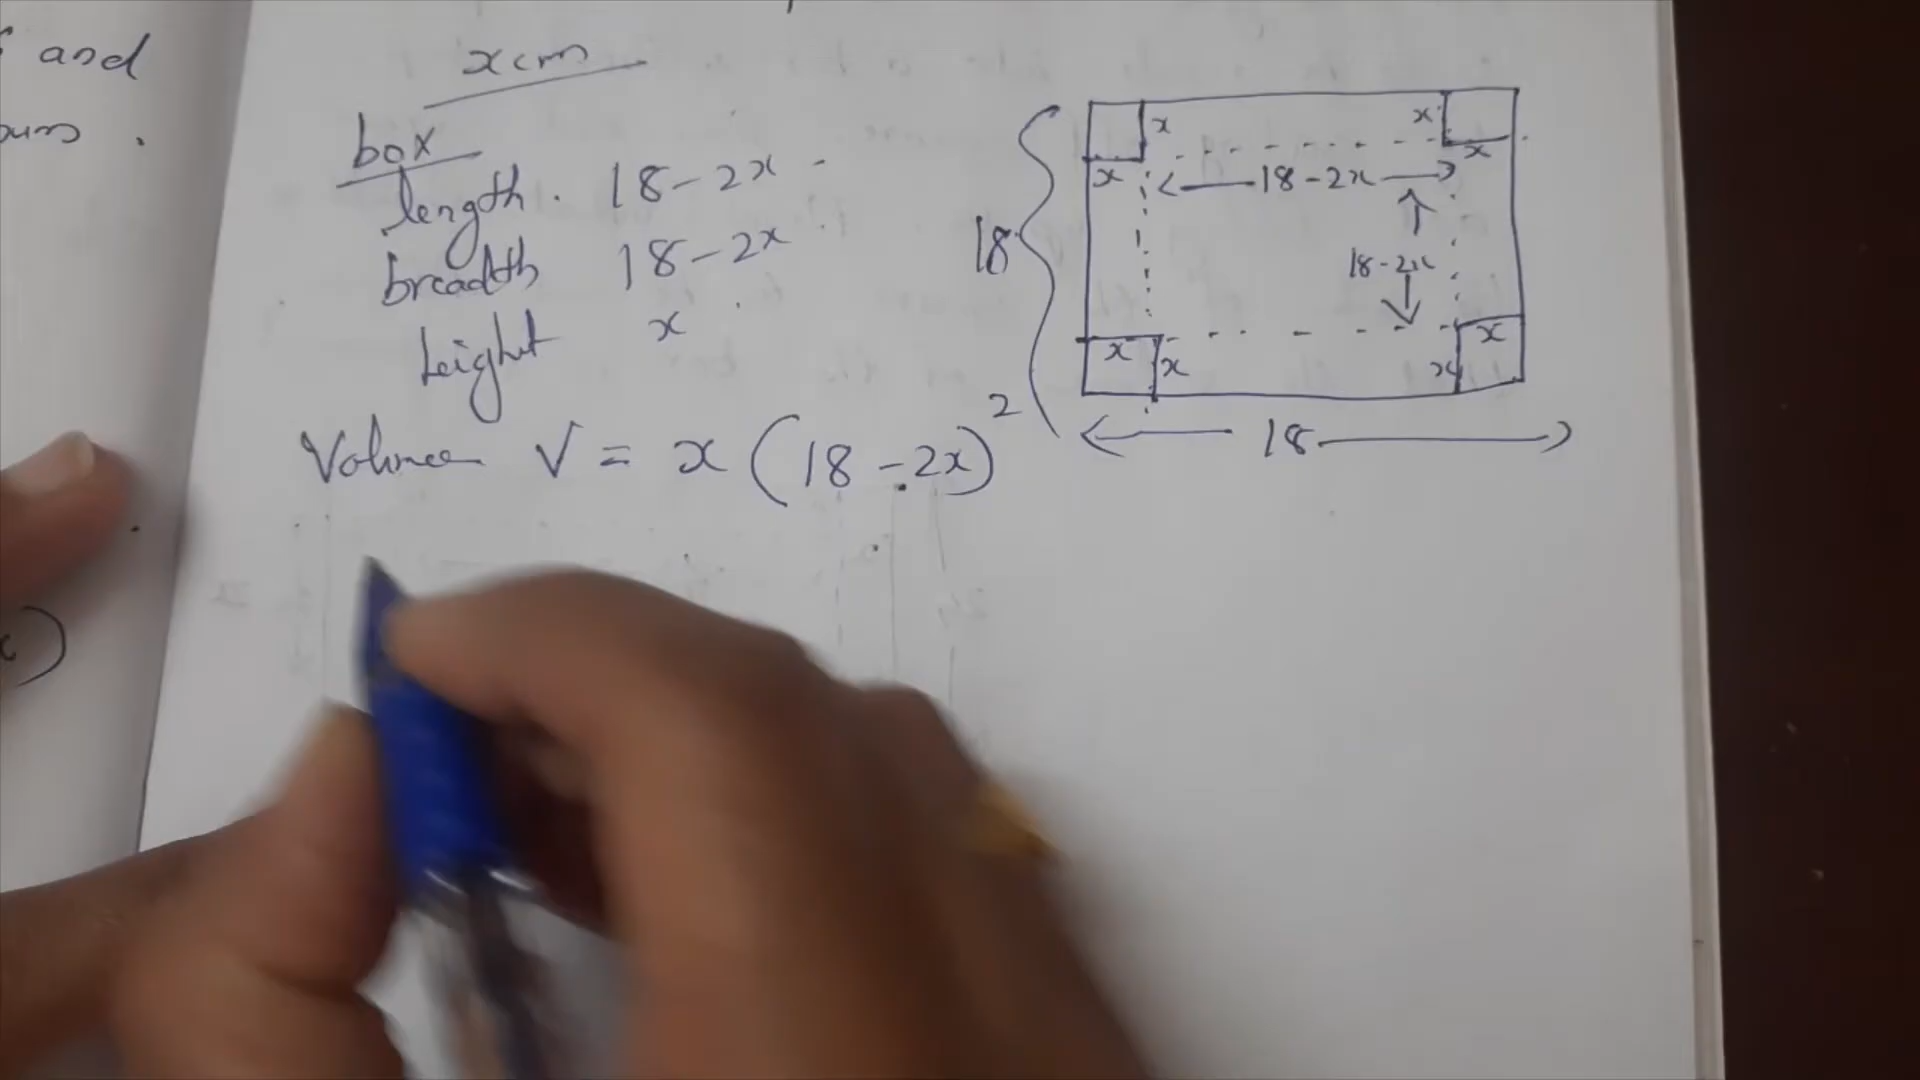 and
x cm
box
length. 18-2x
breadth 18-2x
height x
Volume V = x(18-2x)²
x)
x x
x x
18-2x
18
18-2x
x x
x x
18